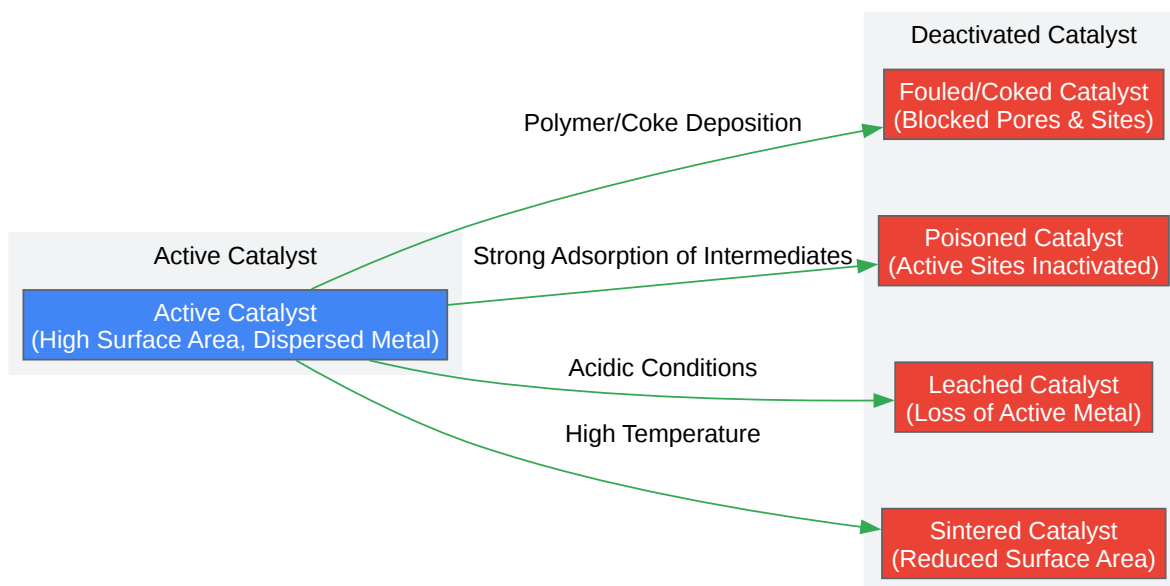 Active Catalyst
Active Catalyst
(High Surface Area, Dispersed Metal)
Polymer/Coke Deposition
Strong Adsorption of Intermediates
Acidic Conditions
High Temperature
Deactivated Catalyst
Fouled/Coked Catalyst
(Blocked Pores & Sites)
Poisoned Catalyst
(Active Sites Inactivated)
Leached Catalyst
(Loss of Active Metal)
Sintered Catalyst
(Reduced Surface Area)